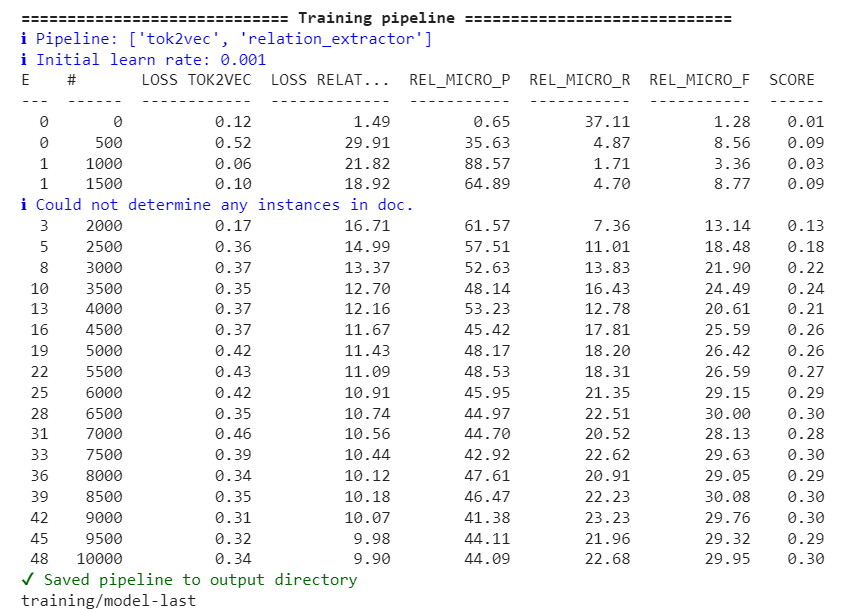 ============================= Training pipeline =============================
ℹ Pipeline: ['tok2vec', 'relation_extractor']
ℹ Initial learn rate: 0.001
E    #       LOSS TOK2VEC  LOSS RELAT...  REL_MICRO_P  REL_MICRO_R  REL_MICRO_F  SCORE
---  ------  ------------  -------------  -----------  -----------  -----------  ------
  0       0          0.12           1.49         0.65        37.11         1.28    0.01
  0     500          0.52          29.91        35.63         4.87         8.56    0.09
  1    1000          0.06          21.82        88.57         1.71         3.36    0.03
  1    1500          0.10          18.92        64.89         4.70         8.77    0.09
ℹ Could not determine any instances in doc.
  3    2000          0.17          16.71        61.57         7.36        13.14    0.13
  5    2500          0.36          14.99        57.51        11.01        18.48    0.18
  8    3000          0.37          13.37        52.63        13.83        21.90    0.22
 10    3500          0.35          12.70        48.14        16.43        24.49    0.24
 13    4000          0.37          12.16        53.23        12.78        20.61    0.21
 16    4500          0.37          11.67        45.42        17.81        25.59    0.26
 19    5000          0.42          11.43        48.17        18.20        26.42    0.26
 22    5500          0.43          11.09        48.53        18.31        26.59    0.27
 25    6000          0.42          10.91        45.95        21.35        29.15    0.29
 28    6500          0.35          10.74        44.97        22.51        30.00    0.30
 31    7000          0.46          10.56        44.70        20.52        28.13    0.28
 33    7500          0.39          10.44        42.92        22.62        29.63    0.30
 36    8000          0.34          10.12        47.61        20.91        29.05    0.29
 39    8500          0.35          10.18        46.47        22.23        30.08    0.30
 42    9000          0.31          10.07        41.38        23.23        29.76    0.30
 45    9500          0.32           9.98        44.11        21.96        29.32    0.29
 48   10000          0.34           9.90        44.09        22.68        29.95    0.30
✔ Saved pipeline to output directory
training/model-last